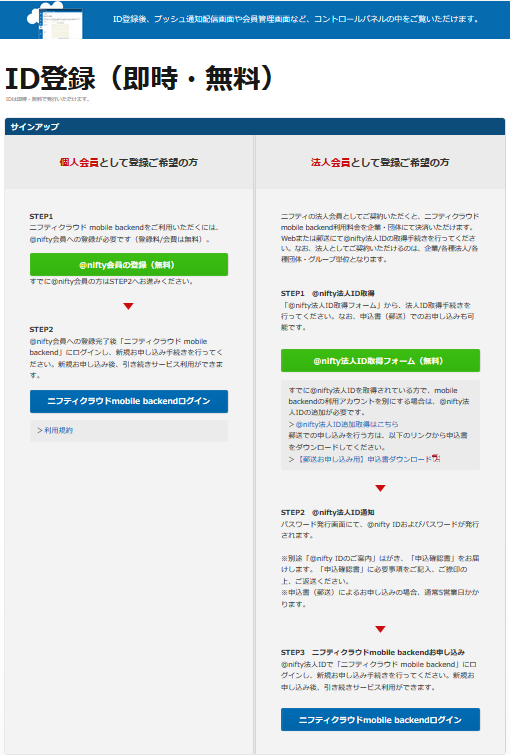 ID登録後、プッシュ通知配信画面や会員管理画面など、コントロールパネルの中をご覧いただけます。
ID登録（即時・無料）
IDは即時・無料で発行いただけます。
サインアップ
個人会員として登録ご希望の方
STEP1
ニフティクラウド mobile backendをご利用いただくには、
@nifty会員への登録が必要です（登録料/会費は無料）。
@nifty会員の登録（無料）
すでに@nifty会員の方はSTEP2へお進みください。
STEP2
@nifty会員への登録完了後「ニフティクラウド mobile
backend」にログインし、新規お申し込み手続きを行ってく
ださい。新規お申し込み後、引き続きサービス利用ができま
す。
ニフティクラウドmobile backendログイン
＞利用規約
法人会員として登録ご希望の方
ニフティの法人会員としてご契約いただくと、ニフティクラウド
mobile backend利用料金を企業・団体にて決済いただけます。
Webまたは郵送にて@nifty法人IDの取得手続きを行ってくださ
い。なお、法人としてご契約いただけるのは、企業/各種法人/各
種団体・グループ単位となります。
STEP1　@nifty法人ID取得
「@nifty法人ID取得フォーム」から、法人ID取得手続きを
行ってください。なお、申込書（郵送）でのお申し込みも可
能です。
@nifty法人ID取得フォーム（無料）
すでに@nifty法人IDを取得されている方で、mobile
backendの利用アカウントを別にする場合は、@nifty法
人IDの追加が必要です。
＞@nifty法人ID追加取得はこちら
郵送での申し込みを行う方は、以下のリンクから申込書
をダウンロードしてください。
＞【郵送お申し込み用】申込書ダウンロード
STEP2　@nifty法人ID通知
パスワード発行画面にて、@nifty IDおよびパスワードが発行
されます。
※別途「@nifty IDのご案内」はがき、「申込確認書」をお届
けします。「申込確認書」に必要事項をご記入、ご捺印の
上、ご返送ください。
※申込書（郵送）によるお申し込みの場合、通常5営業日かか
ります。
STEP3　ニフティクラウドmobile backendお申し込み
@nifty法人IDで「ニフティクラウド mobile backend」にロ
グインし、新規お申し込み手続きを行ってください。新規お
申し込み後、引き続きサービス利用ができます。
ニフティクラウドmobile backendログイン